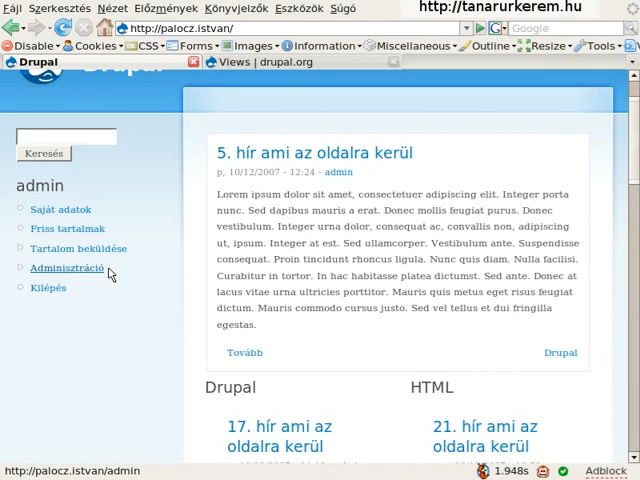 Fájl Szerkesztés Nézet Előzmények Könyvjelzők Eszközök Súgó http://tanarurkerem.hu
http://palocz.istvan/ Google
Disable Cookies CSS Forms Images Information Miscellaneous Outline Resize Tools
Drupal Views | drupal.org
Drupal
Keresés
admin
Saját adatok
Friss tartalmak
Tartalom beküldése
Adminisztráció
Kilépés
5. hír ami az oldalra kerül
p, 10/12/2007 - 12:24 - admin
Lorem ipsum dolor sit amet, consectetuer adipiscing elit. Integer porta
nunc. Sed dapibus mauris a erat. Donec mollis feugiat purus. Donec
vestibulum. Integer urna dolor, consequat ac, convallis non, adipiscing
ut, ipsum. Integer at est. Sed ullamcorper. Vestibulum ante. Suspendisse
consequat. Proin tincidunt rhoncus ligula. Nunc quis diam. Nulla facilisi.
Curabitur in tortor. In hac habitasse platea dictumst. Sed ante. Donec at
lacus vitae urna ultricies porttitor. Mauris quis metus eget risus feugiat
dictum. Mauris commodo cursus justo. Sed vel tellus et dui fringilla
egestas.
Tovább Drupal
Drupal HTML
17. hír ami az 21. hír ami az
oldalra kerül oldalra kerül
http://palocz.istvan/admin 1.948s Adblock